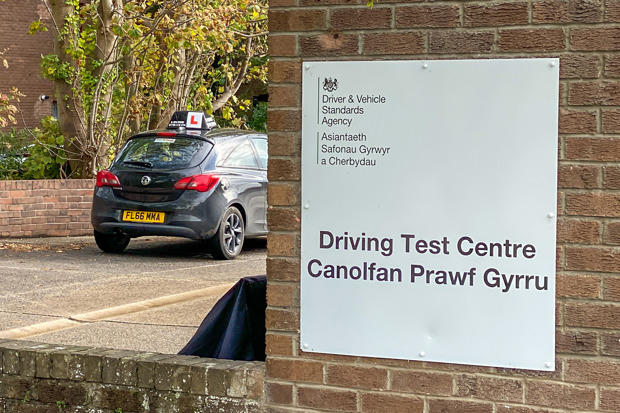 Driver & Vehicle
Standards
Agency
Asiantaeth
Safonau Gyrwyr
a Cherbydau
Driving Test Centre
Canolfan Prawf Gyrru
L
FL66 MMA